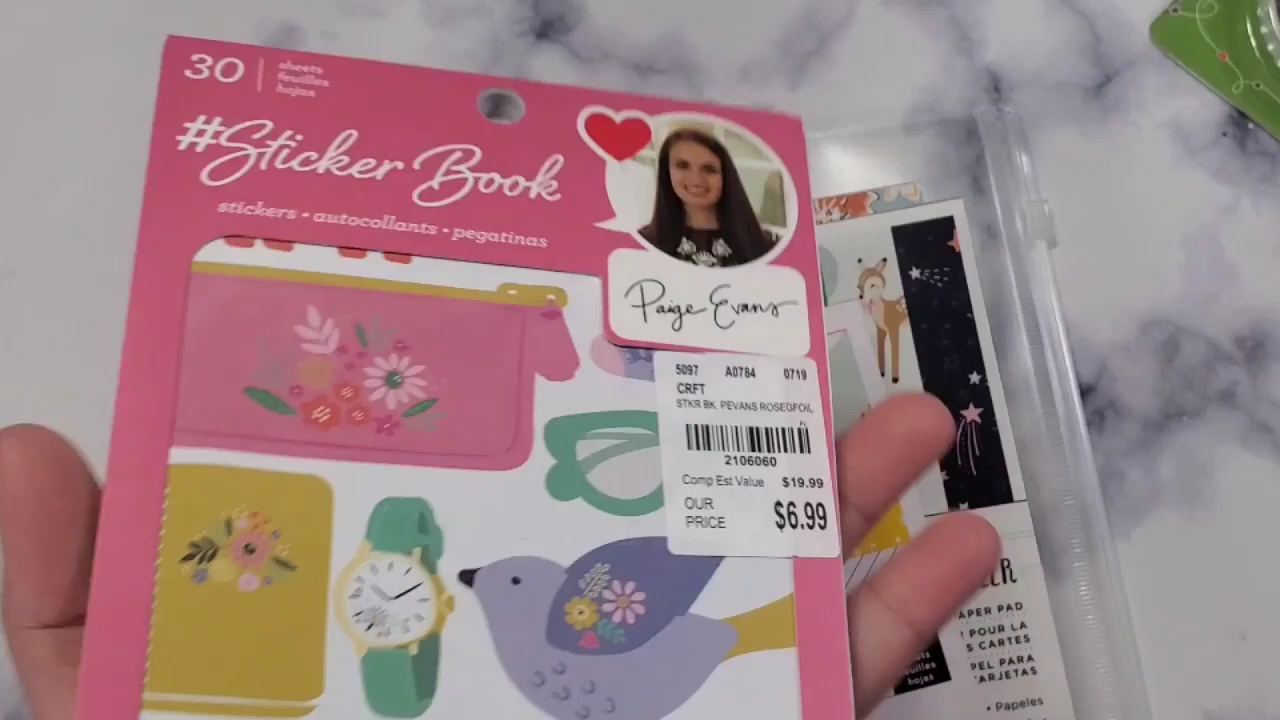 30
sheets
feuilles
hojas
#Sticker Book
stickers • autocollants • pegatinas
Paige Evans
5097 A0784 0719
CRFT
STKR BK PEVANS ROSEGFOIL
2106060
Comp Est Value $19.99
OUR
PRICE $6.99
APER PAD
POUR LA
S CARTES
PEL PARA
ARJETAS
hojas
• Papeles